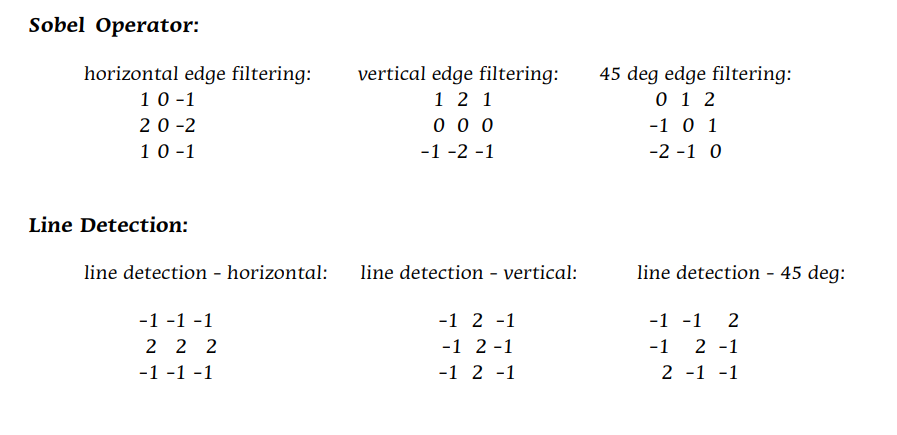 Sobel Operator:
horizontal edge filtering: vertical edge filtering: 45 deg edge filtering:
1 0 -1 1 2 1 0 1 2
2 0 -2 0 0 0 -1 0 1
1 0 -1 -1 -2 -1 -2 -1 0
Line Detection:
line detection - horizontal: line detection - vertical: line detection - 45 deg:
-1 -1 -1 -1 2 -1 -1 -1 2
2 2 2 -1 2 -1 -1 2 -1
-1 -1 -1 -1 2 -1 2 -1 -1